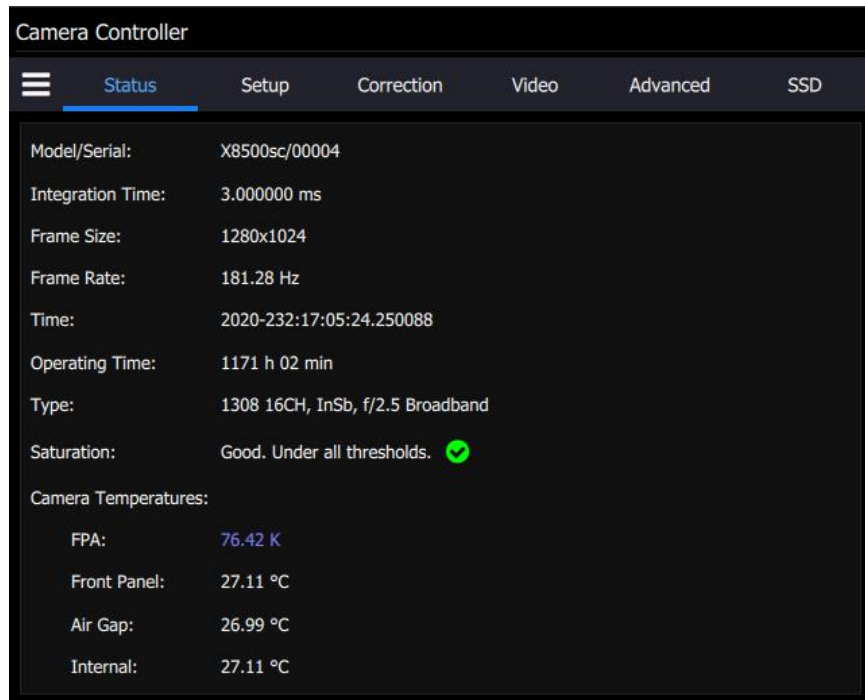 Camera Controller
Status Setup Correction Video Advanced SSD
Model/Serial: X8500sc/00004
Integration Time: 3.000000 ms
Frame Size: 1280x1024
Frame Rate: 181.28 Hz
Time: 2020-232:17:05:24.250088
Operating Time: 1171 h 02 min
Type: 1308 16CH, InSb, f/2.5 Broadband
Saturation: Good. Under all thresholds.
Camera Temperatures:
FPA: 76.42 K
Front Panel: 27.11 °C
Air Gap: 26.99 °C
Internal: 27.11 °C